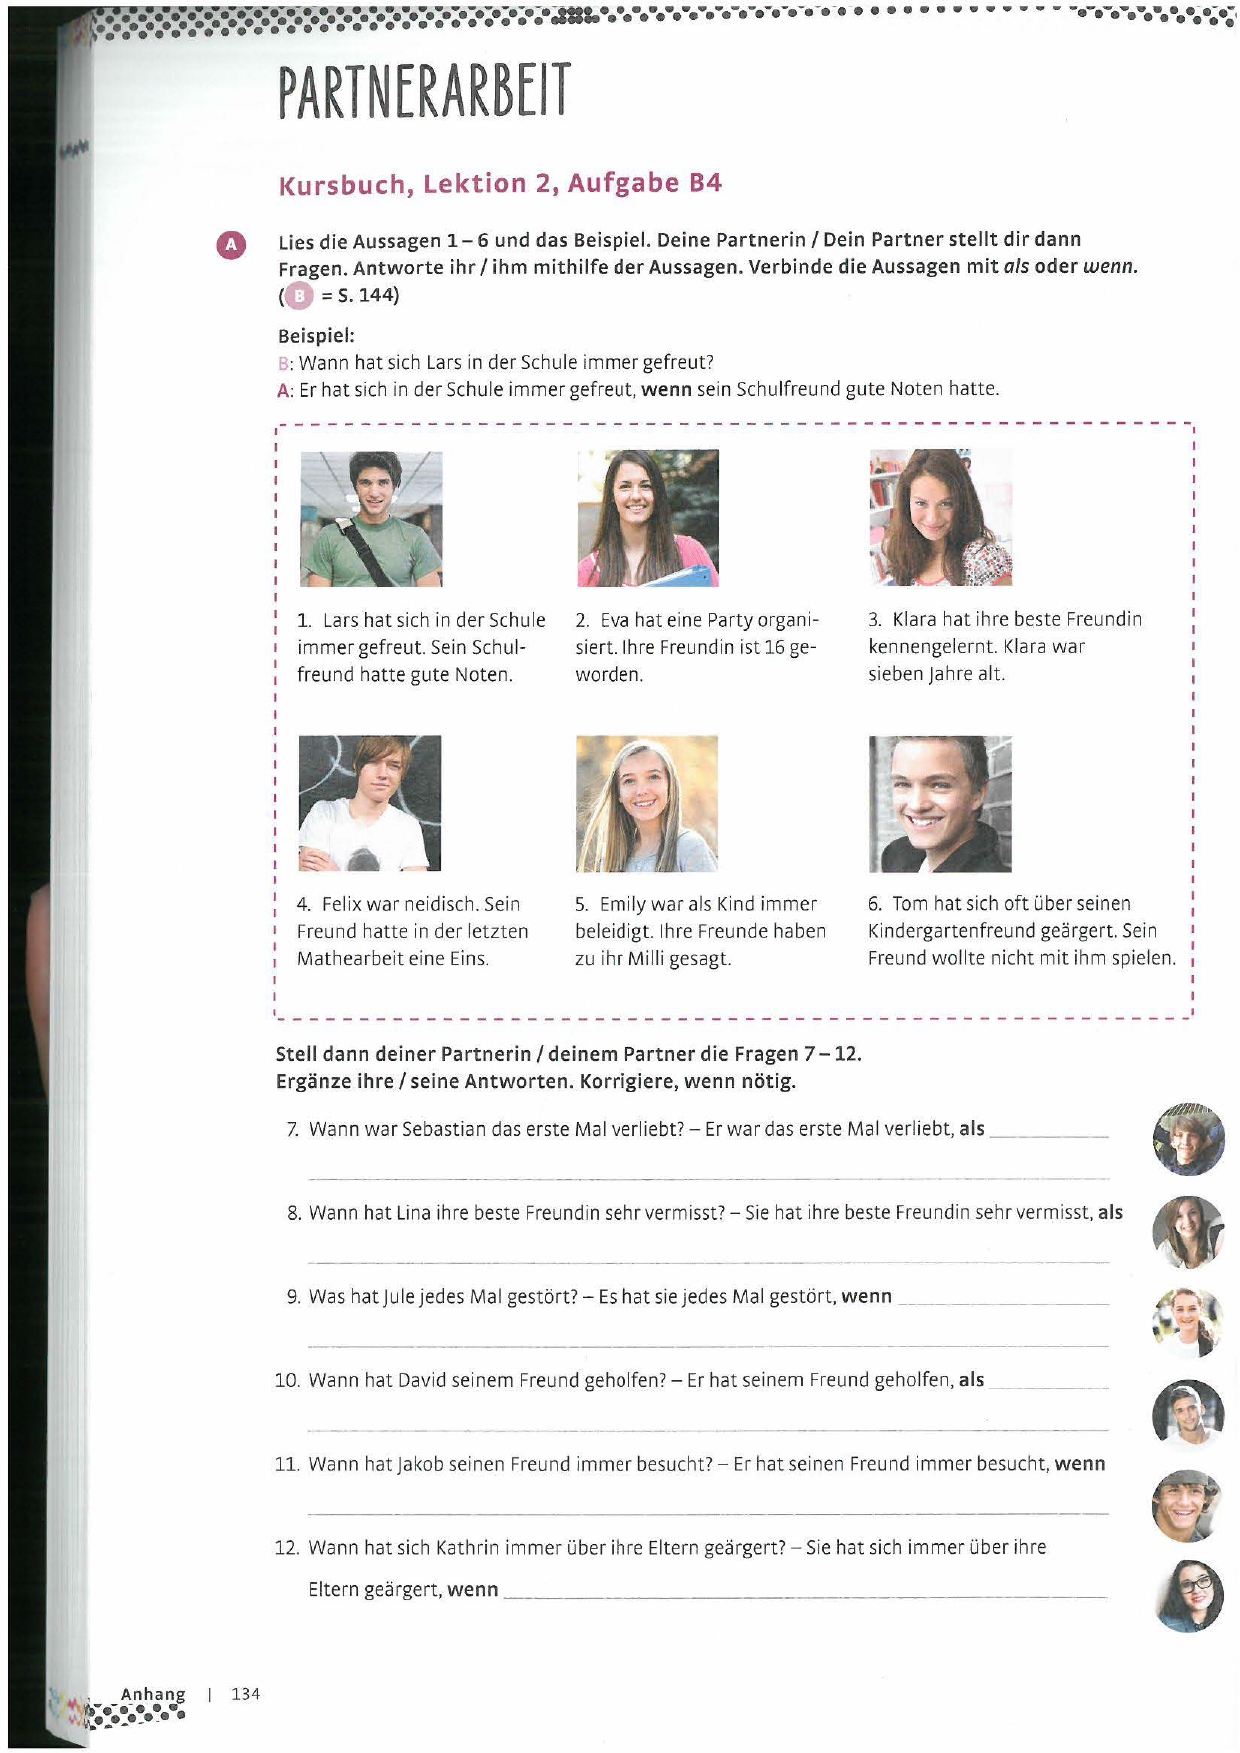 PARTNERARBEIT
Kursbuch, Lektion 2, Aufgabe B4
A
Lies die Aussagen 1 – 6 und das Beispiel. Deine Partnerin / Dein Partner stellt dir dann
Fragen. Antworte ihr / ihm mithilfe der Aussagen. Verbinde die Aussagen mit als oder wenn.
( B = S. 144)
Beispiel:
B: Wann hat sich Lars in der Schule immer gefreut?
A: Er hat sich in der Schule immer gefreut, wenn sein Schulfreund gute Noten hatte.
1. Lars hat sich in der Schule
immer gefreut. Sein Schul-
freund hatte gute Noten.
2. Eva hat eine Party organi-
siert. Ihre Freundin ist 16 ge-
worden.
3. Klara hat ihre beste Freundin
kennengelernt. Klara war
sieben Jahre alt.
4. Felix war neidisch. Sein
Freund hatte in der letzten
Mathearbeit eine Eins.
5. Emily war als Kind immer
beleidigt. Ihre Freunde haben
zu ihr Milli gesagt.
6. Tom hat sich oft über seinen
Kindergartenfreund geärgert. Sein
Freund wollte nicht mit ihm spielen.
Stell dann deiner Partnerin / deinem Partner die Fragen 7 – 12.
Ergänze ihre / seine Antworten. Korrigiere, wenn nötig.
7. Wann war Sebastian das erste Mal verliebt? – Er war das erste Mal verliebt, als
8. Wann hat Lina ihre beste Freundin sehr vermisst? – Sie hat ihre beste Freundin sehr vermisst, als
9. Was hat Jule jedes Mal gestört? – Es hat sie jedes Mal gestört, wenn
10. Wann hat David seinem Freund geholfen? – Er hat seinem Freund geholfen, als
11. Wann hat Jakob seinen Freund immer besucht? – Er hat seinen Freund immer besucht, wenn
12. Wann hat sich Kathrin immer über ihre Eltern geärgert? – Sie hat sich immer über ihre
Eltern geärgert, wenn
Anhang | 134